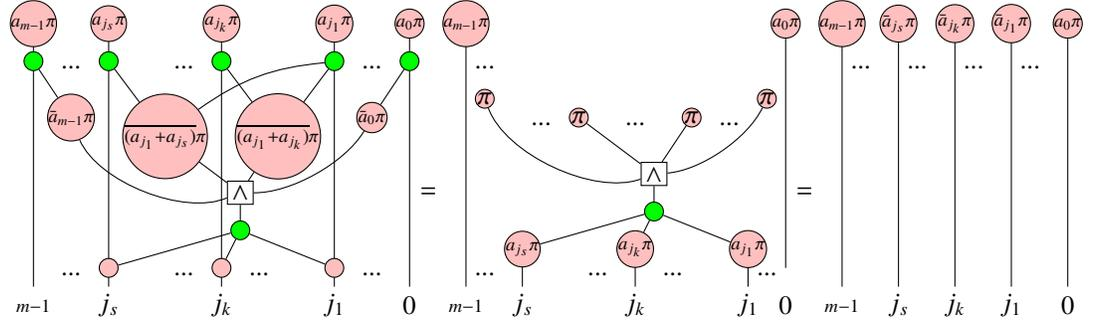 a_{m−1}π a_{j_s}π a_{j_k}π a_{j_1}π a_0π a_{m−1}π a_0π a_{m−1}π ā_{j_s}π ā_{j_k}π ā_{j_1}π a_0π
... ... ... ... ... ... ... ...
ā_{m−1}π \overline{(a_{j_1}+a_{j_s})}π \overline{(a_{j_1}+a_{j_k})}π ā_0π π ... π ... π ... π
∧ = ∧ =
a_{j_s}π a_{j_k}π a_{j_1}π
... ... ... ... ... ... ... ...
m−1 j_s j_k j_1 0 m−1 j_s j_k j_1 0 m−1 j_s j_k j_1 0